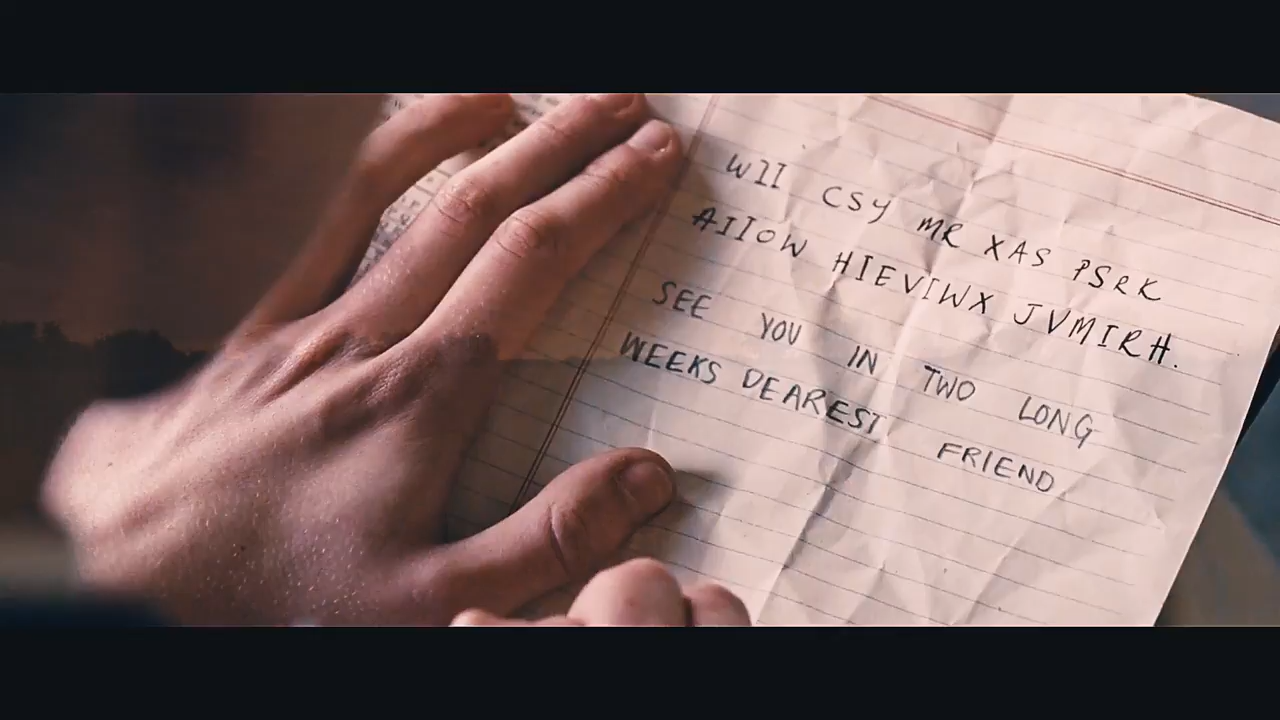 WII CSY MR XAS PSRK
AIIOW HIEVIWX JVMIRH.
SEE YOU IN TWO LONG
WEEKS DEAREST FRIEND